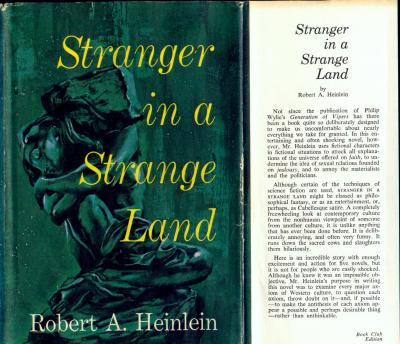 Stranger
in a
Strange
Land
Robert A. Heinlein
Stranger
in a
Strange
Land
by
Robert A. Heinlein
Not since the publication of Philip
Wylie's Generation of Vipers has there
been a book quite so deliberately designed
to make us uncomfortable about nearly
everything we take for granted. In this en-
tertaining and often shocking novel, how-
ever, Mr. Heinlein uses fictional characters
in fictional situations to attack all explana-
tions of the universe offered on faith, to un-
dermine the idea of sexual relations founded
on jealousy, and to annoy the materialists
and the politicians.
Although certain of the techniques of
science fiction are used, STRANGER IN A
STRANGE LAND might be classed as philo-
sophical fantasy, or as an entertainment, or,
perhaps, as Cabellesque satire. A completely
freewheeling look at contemporary culture
from the nonhuman viewpoint of someone
from another culture, it is unlike anything
that has ever been done before. It is delib-
erately annoying, and often very funny. It
runs down the sacred cows and slaughters
them hilariously.
Here is an incredible story with enough
excitement and action for five novels, but
it is not for people who are easily shocked.
Although he knew it was an impossible ob-
jective, Mr. Heinlein's purpose in writing
this novel was to examine every major ax-
iom of Western culture, to question each
axiom, throw doubt on it—and, if possible
—to make the antithesis of each axiom ap-
pear a possible and perhaps desirable thing
—rather than unthinkable.
Book Club
Edition